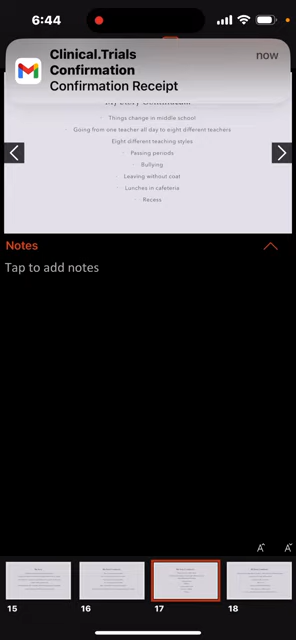 6:44
Clinical.Trials
Confirmation
now
Confirmation Receipt
Things change in middle school
Going from one teacher all day to eight different teachers
Eight different teaching styles
Passing periods
Bullying
Leaving without coat
Lunches in cafeteria
Recess
Notes
Tap to add notes
15
16
17
18